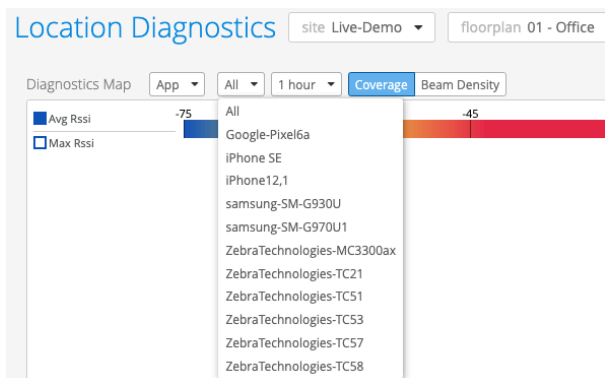 Location Diagnostics site Live-Demo floorplan 01 - Office
Diagnostics Map App All 1 hour Coverage Beam Density
Avg Rssi -75 -45
Max Rssi
All
Google-Pixel6a
iPhone SE
iPhone12,1
samsung-SM-G930U
samsung-SM-G970U1
ZebraTechnologies-MC3300ax
ZebraTechnologies-TC21
ZebraTechnologies-TC51
ZebraTechnologies-TC53
ZebraTechnologies-TC57
ZebraTechnologies-TC58